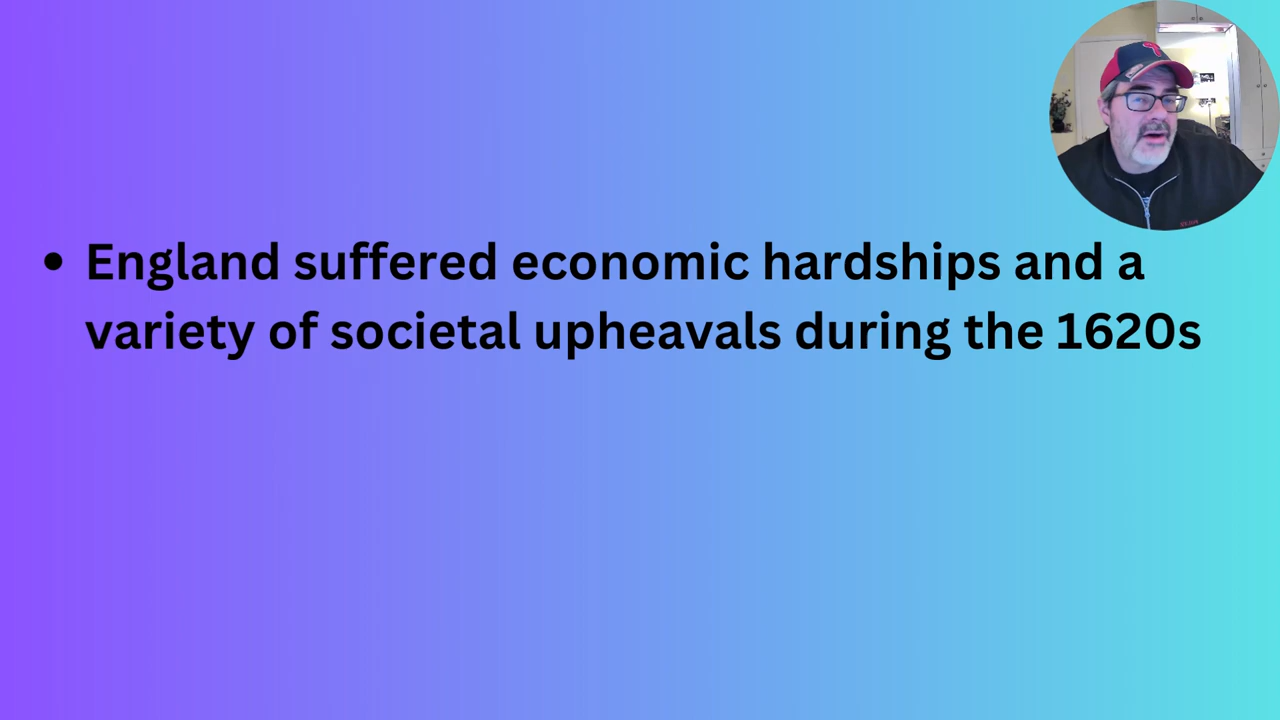 • England suffered economic hardships and a
variety of societal upheavals during the 1620s